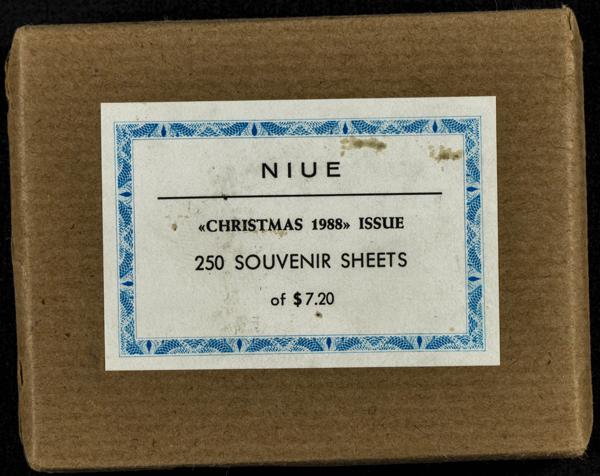 NIUE
«CHRISTMAS 1988» ISSUE
250 SOUVENIR SHEETS
of $7.20